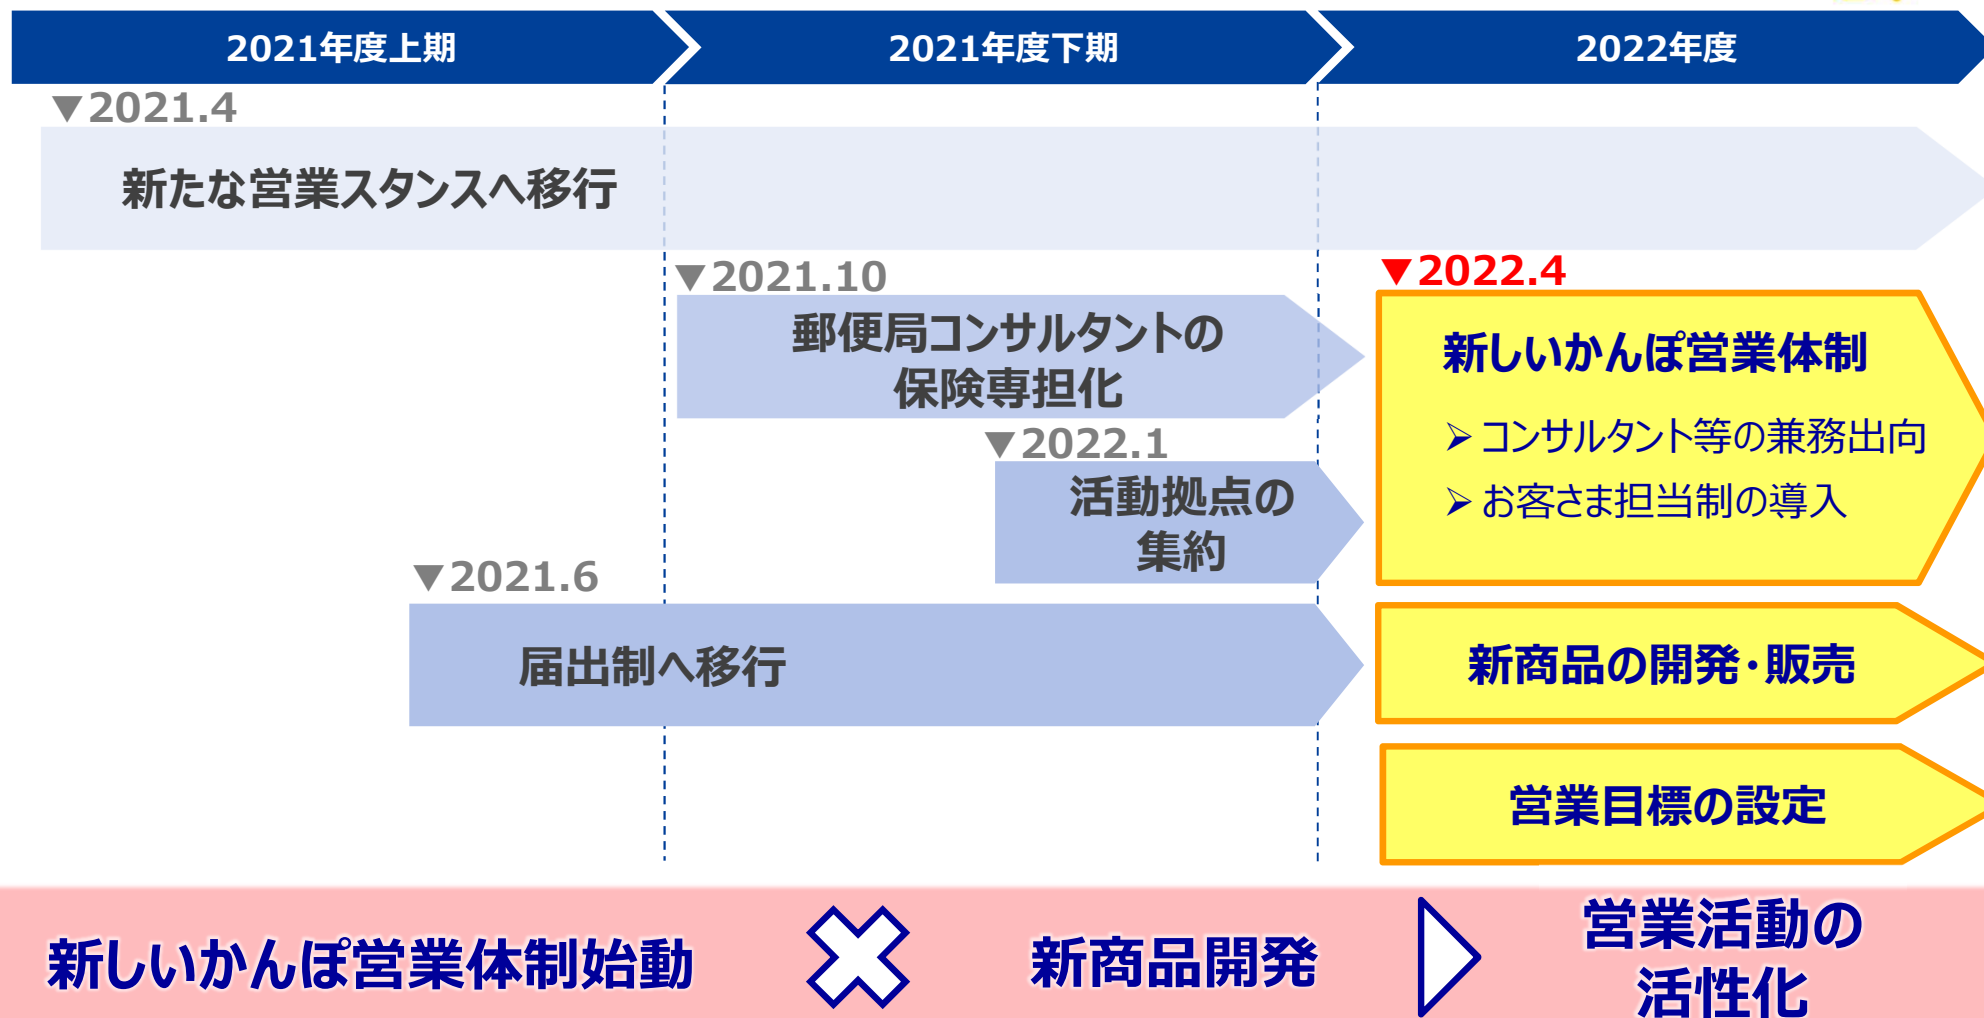 2021年度上期
2021年度下期
2022年度
▼2021.4
新たな営業スタンスへ移行
▼2021.10
郵便局コンサルタントの
保険専担化
▼2022.1
活動拠点の
集約
▼2021.6
届出制へ移行
▼2022.4
新しいかんぽ営業体制
➢コンサルタント等の兼務出向
➢お客さま担当制の導入
新商品の開発・販売
営業目標の設定
新しいかんぽ営業体制始動
新商品開発
営業活動の
活性化